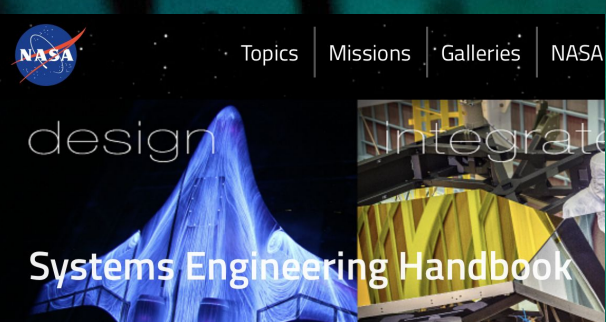 NASA
Topics
Missions
Galleries
NASA
design
integrate
Systems Engineering Handbook